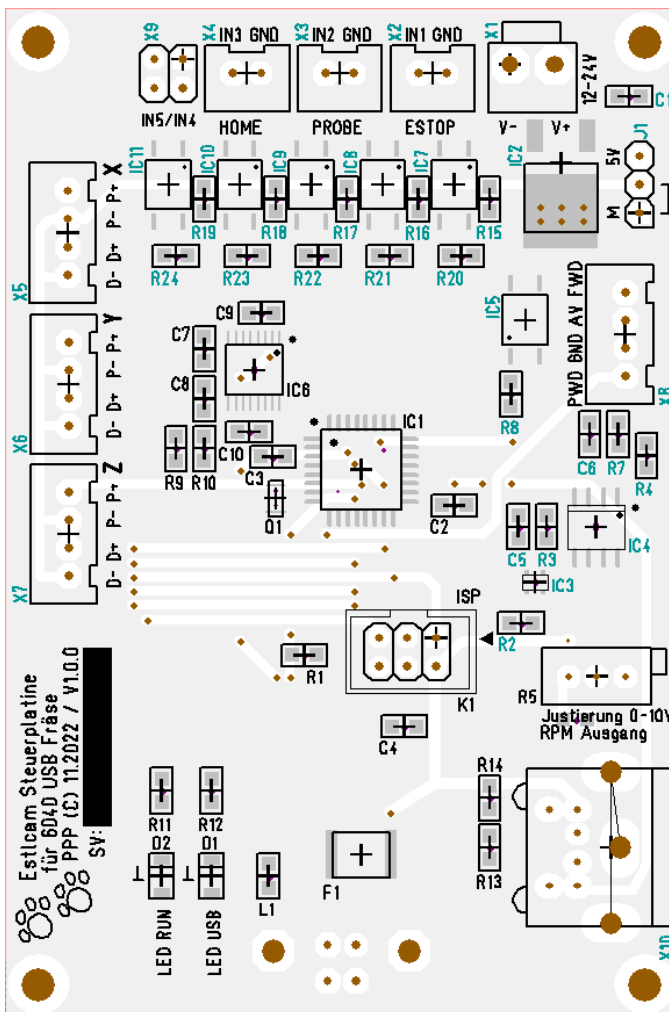 X9
X4
IN3 GND
X3
IN2 GND
X2
IN1 GND
X1
12-24V
C1
IN5/IN4
HOME
PROBE
ESTOP
V-
V+
J1
IC11
IC10
IC9
IC8
IC7
IC2
5V
M
X
P+
P-
D+
D-
X5
R19
R18
R17
R16
R15
R24
R23
R22
R21
R20
C9
C7
C8
IC6
IC5
PWD GND AV FWD
X8
Y
P+
P-
D+
D-
X6
R8
C10
C3
R9
R10
IC1
C6
R7
R4
Z
P+
P-
D+
D-
X7
Q1
C2
C5
R3
IC4
IC3
ISP
R2
R1
K1
R5
Justierung 0-10V
RPM Ausgang
C4
Estlcam Steuerplatine
für 6040 USB Fräse
PPP (C) 11.2022 / V1.0.0
SV:
R14
R13
R11
R12
D2
D1
L1
F1
LED RUN
LED USB
X10